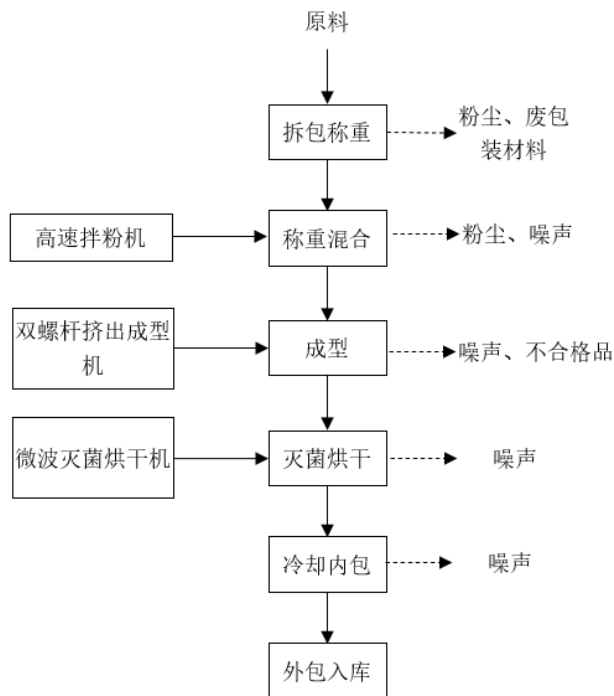 原料
拆包称重
粉尘、废包
装材料
高速拌粉机
称重混合
粉尘、噪声
双螺杆挤出成型
机
成型
噪声、不合格品
微波灭菌烘干机
灭菌烘干
噪声
冷却内包
噪声
外包入库